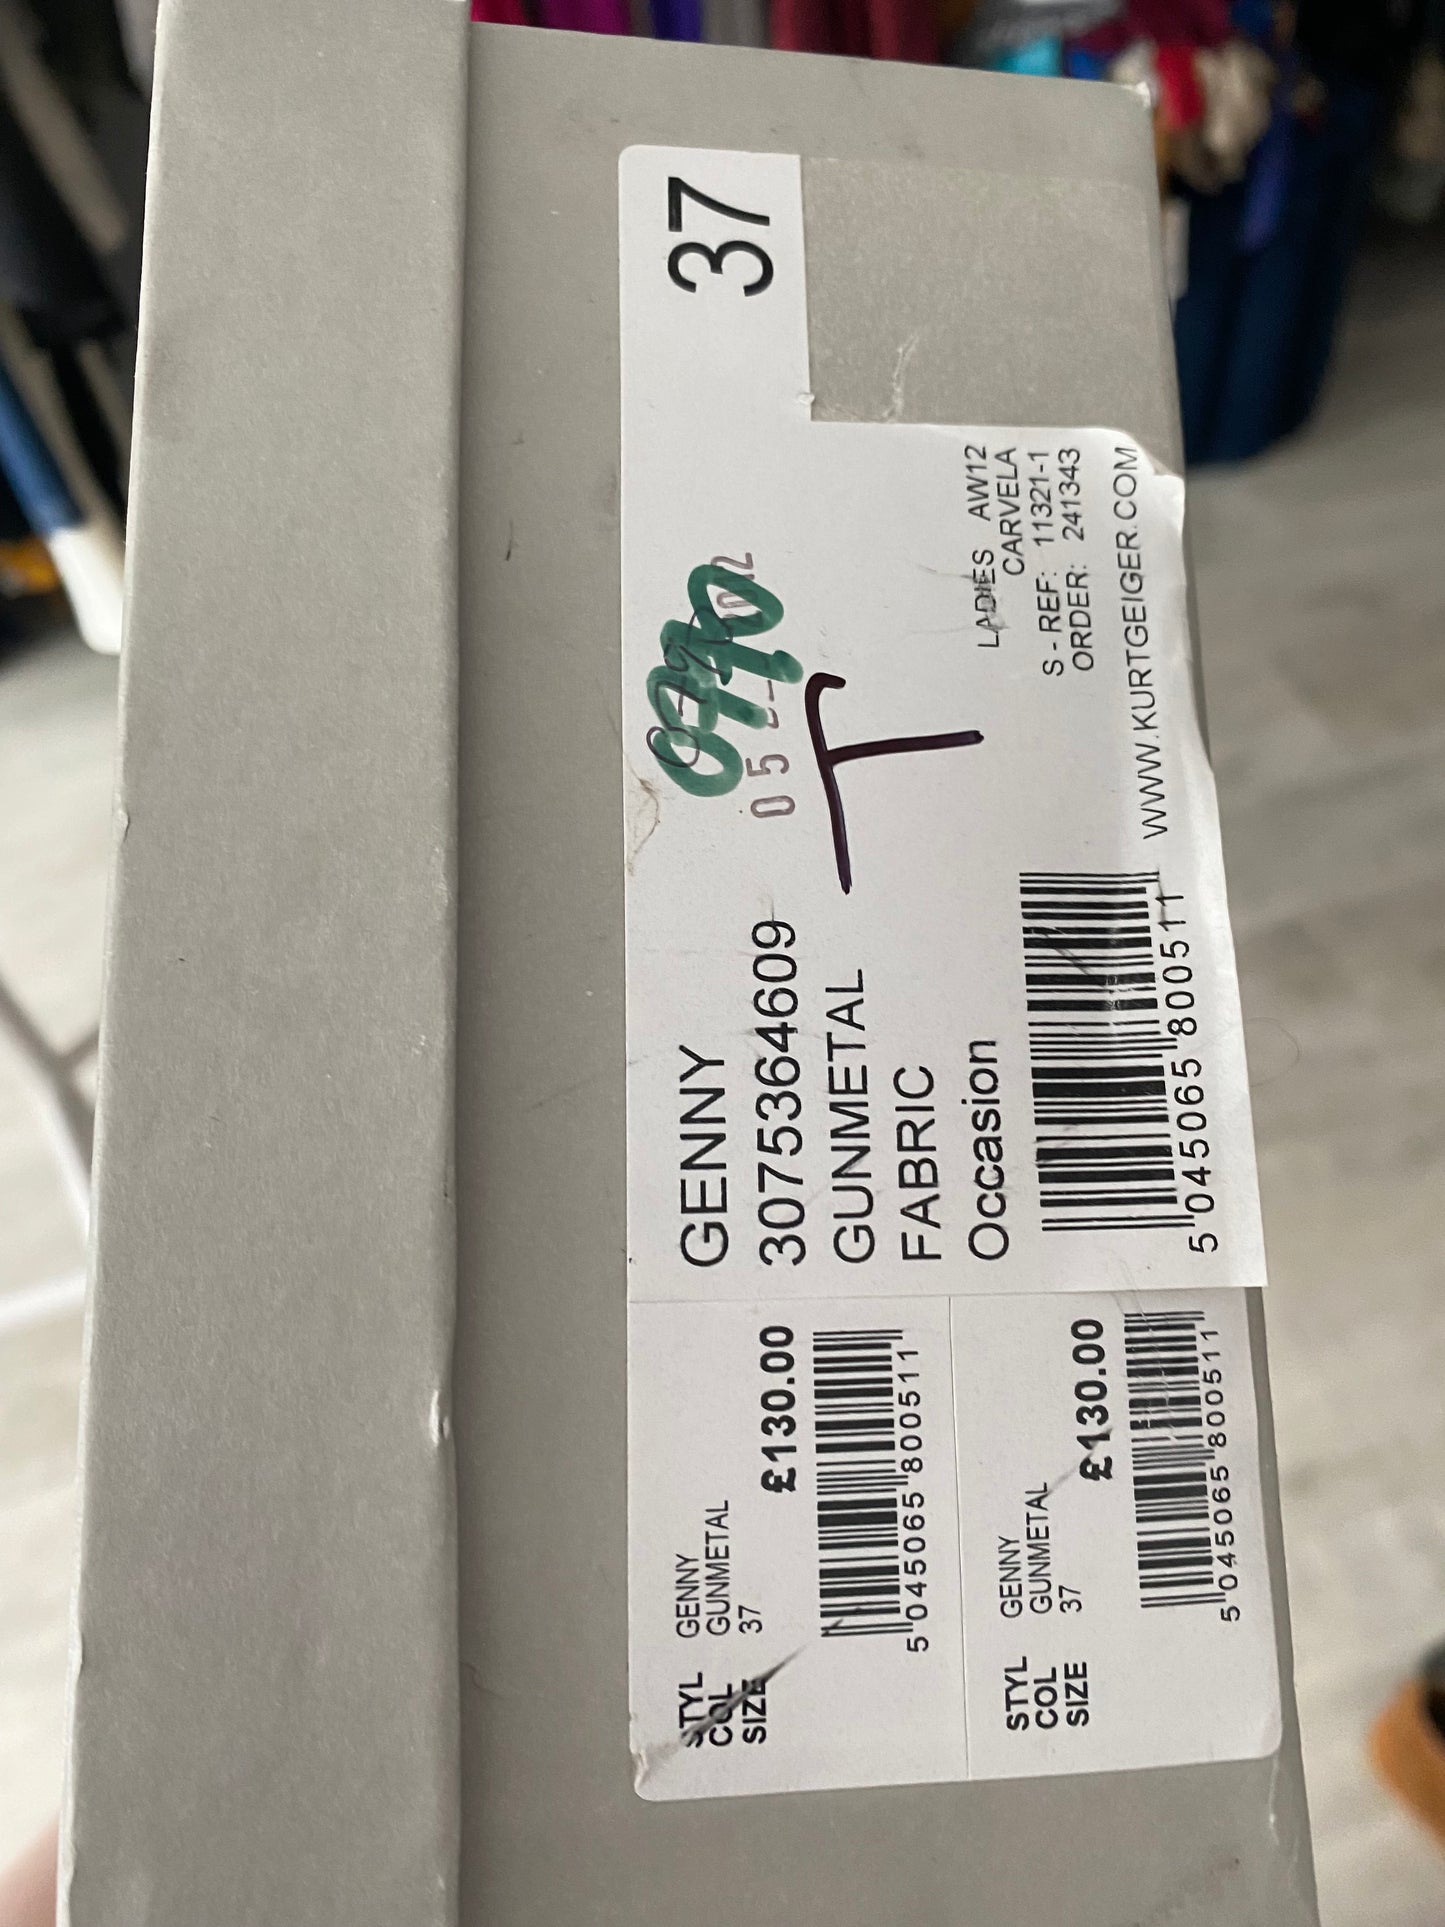 37
GENNY
3075364609
GUNMETAL
FABRIC
Occasion
0770
T
LADIES AW12
CARVELA
S - REF: 11321-1
ORDER: 241343
WWW.KURTGEIGER.COM
5 045065 800511
STYL GENNY
COL GUNMETAL
SIZE 37
£130.00
5 045065 800511
STYL GENNY
COL GUNMETAL
SIZE 37
£130.00
5 045065 800511